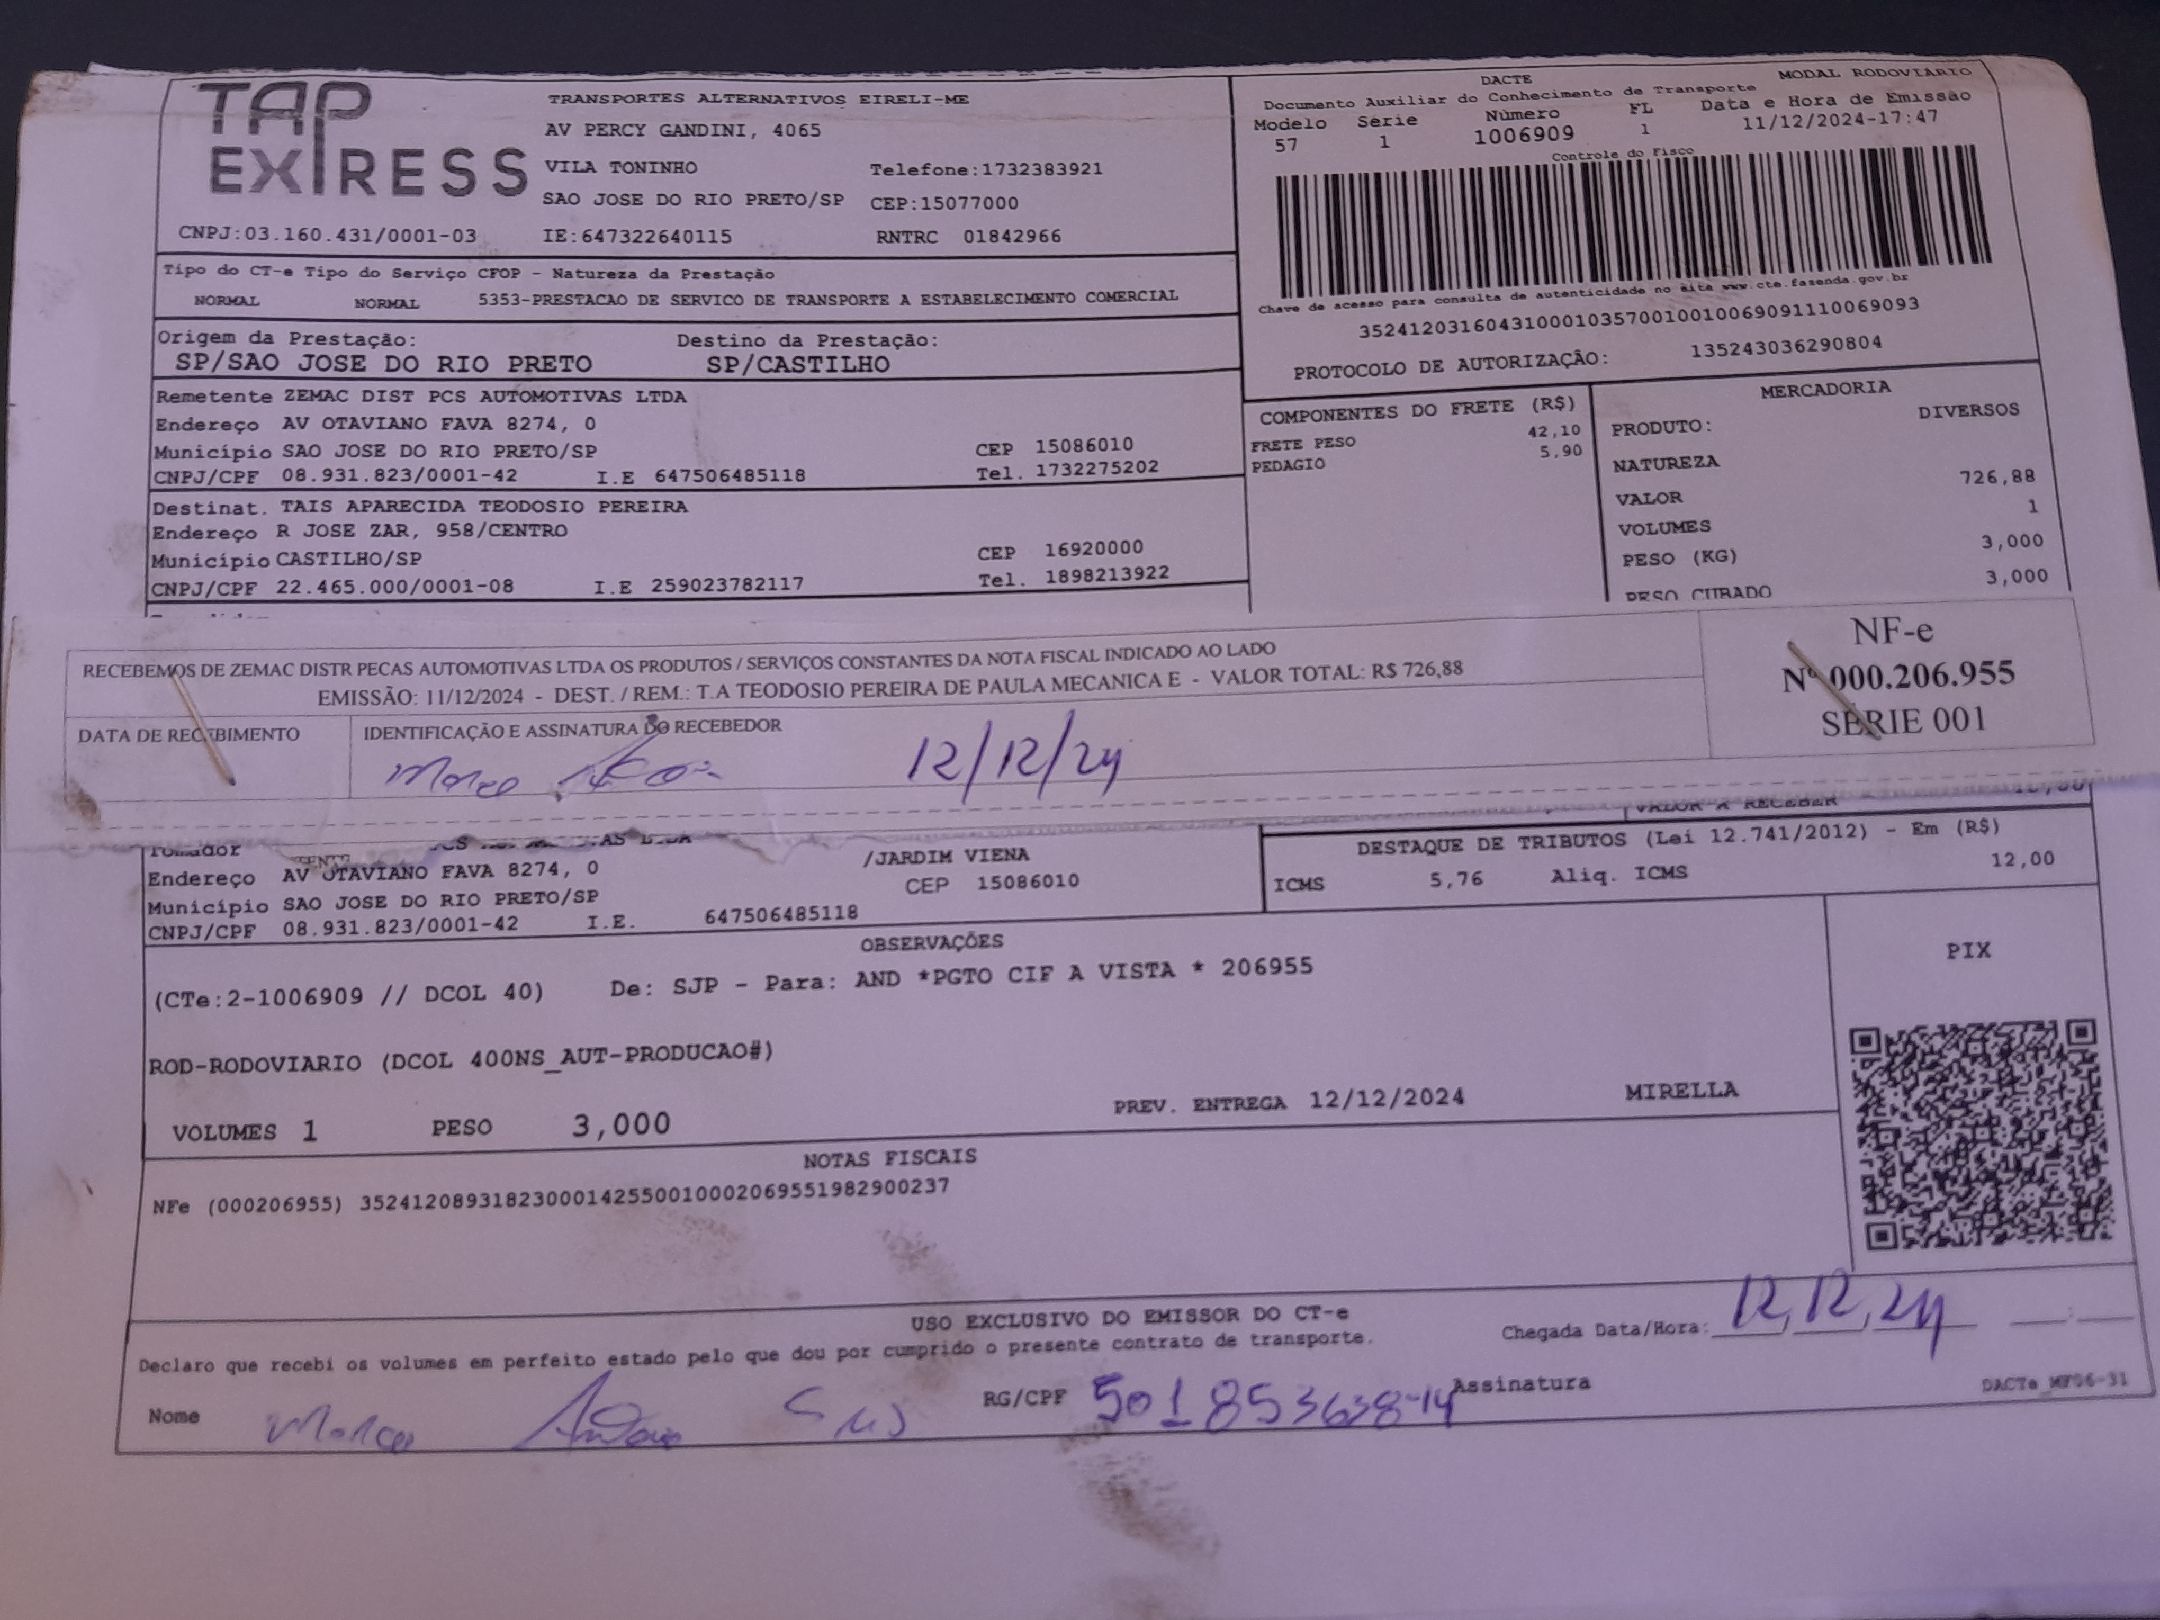 TAP EXPRESS
TRANSPORTES ALTERNATIVOS EIRELI-ME
AV PERCY GANDINI, 4065
VILA TONINHO Telefone:1732383921
SAO JOSE DO RIO PRETO/SP CEP:15077000
CNPJ:03.160.431/0001-03 IE:647322640115 RNTRC 01842966
DACTE MODAL RODOVIARIO
Documento Auxiliar do Conhecimento de Transporte
Modelo Serie Número FL Data e Hora de Emissão
57 1 1006909 1 11/12/2024-17:47
Controle do Fisco
Chave de acesso para consulta de autenticidade no site www.cte.fazenda.gov.br
35241203160431000103570010010069091110069093
PROTOCOLO DE AUTORIZAÇÃO: 135243036290804
Tipo do CT-e Tipo do Serviço CFOP - Natureza da Prestação
NORMAL NORMAL 5353-PRESTACAO DE SERVICO DE TRANSPORTE A ESTABELECIMENTO COMERCIAL
Origem da Prestação: Destino da Prestação:
SP/SAO JOSE DO RIO PRETO SP/CASTILHO
Remetente ZEMAC DIST PCS AUTOMOTIVAS LTDA
Endereço AV OTAVIANO FAVA 8274, 0
Município SAO JOSE DO RIO PRETO/SP CEP 15086010
CNPJ/CPF 08.931.823/0001-42 I.E 647506485118 Tel. 1732275202
Destinat. TAIS APARECIDA TEODOSIO PEREIRA
Endereço R JOSE ZAR, 958/CENTRO
Município CASTILHO/SP CEP 16920000
CNPJ/CPF 22.465.000/0001-08 I.E 259023782117 Tel. 1898213922
COMPONENTES DO FRETE (R$)
FRETE PESO 42,10
PEDAGIO 5,90
MERCADORIA
PRODUTO: DIVERSOS
NATUREZA
VALOR 726,88
VOLUMES 1
PESO (KG) 3,000
PESO CUBADO 3,000
RECEBEMOS DE ZEMAC DISTR PECAS AUTOMOTIVAS LTDA OS PRODUTOS / SERVIÇOS CONSTANTES DA NOTA FISCAL INDICADO AO LADO
EMISSÃO: 11/12/2024 - DEST. / REM.: T.A TEODOSIO PEREIRA DE PAULA MECANICA E - VALOR TOTAL: R$ 726,88
DATA DE RECEBIMENTO IDENTIFICAÇÃO E ASSINATURA DO RECEBEDOR
12/12/24
NF-e
Nº 000.206.955
SÉRIE 001
VALOR A RECEBER
Tomador
Endereço AV OTAVIANO FAVA 8274, 0 /JARDIM VIENA
Município SAO JOSE DO RIO PRETO/SP CEP 15086010
CNPJ/CPF 08.931.823/0001-42 I.E. 647506485118
DESTAQUE DE TRIBUTOS (Lei 12.741/2012) - Em (R$)
ICMS 5,76 Aliq. ICMS 12,00
OBSERVAÇÕES
(CTe:2-1006909 // DCOL 40) De: SJP - Para: AND *PGTO CIF A VISTA * 206955
ROD-RODOVIARIO (DCOL 400NS_AUT-PRODUCAO#)
VOLUMES 1 PESO 3,000 PREV. ENTREGA 12/12/2024 MIRELLA
PIX
NOTAS FISCAIS
NFe (000206955) 35241208931823000142550010002069551982900237
USO EXCLUSIVO DO EMISSOR DO CT-e
Declaro que recebi os volumes em perfeito estado pelo que dou por cumprido o presente contrato de transporte. Chegada Data/Hora: 12,12,24
Nome RG/CPF 501853638-14 Assinatura DACTe MF06-31